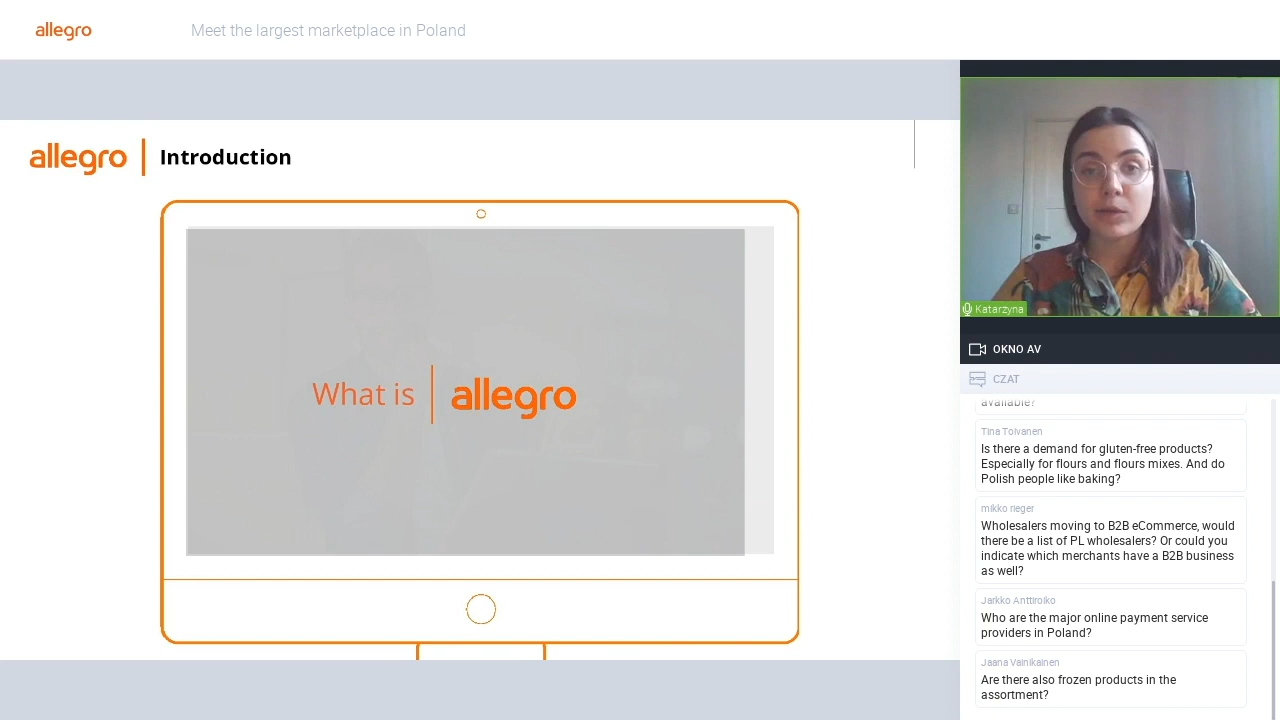 allegro
Meet the largest marketplace in Poland
allegro | Introduction
What is | allegro
Katarzyna
OKNO AV
CZAT
available?
Tina Toivanen
Is there a demand for gluten-free products?
Especially for flours and flours mixes. And do
Polish people like baking?
mikko rieger
Wholesalers moving to B2B eCommerce, would
there be a list of PL wholesalers? Or could you
indicate which merchants have a B2B business
as well?
Jarkko Anttiroiko
Who are the major online payment service
providers in Poland?
Jaana Vainikainen
Are there also frozen products in the
assortment?